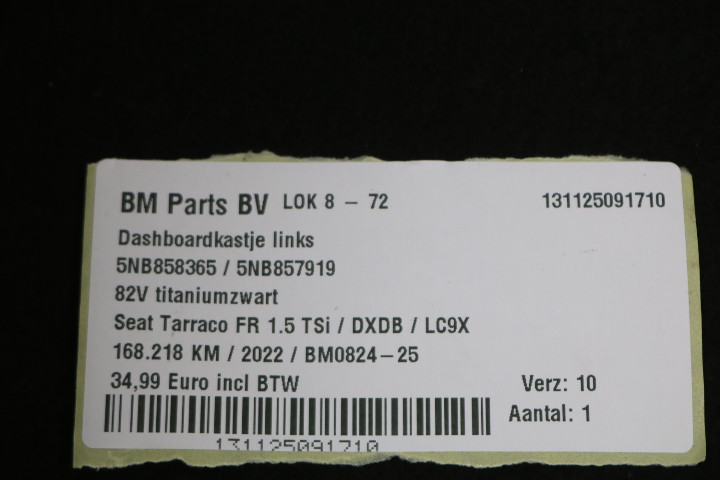 BM Parts BV LOK 8 - 72 131125091710
Dashboardkastje links
5NB858365 / 5NB857919
82V titaniumzwart
Seat Tarraco FR 1.5 TSi / DXDB / LC9X
168.218 KM / 2022 / BM0824-25
34,99 Euro incl BTW Verz: 10
Aantal: 1
131125091710